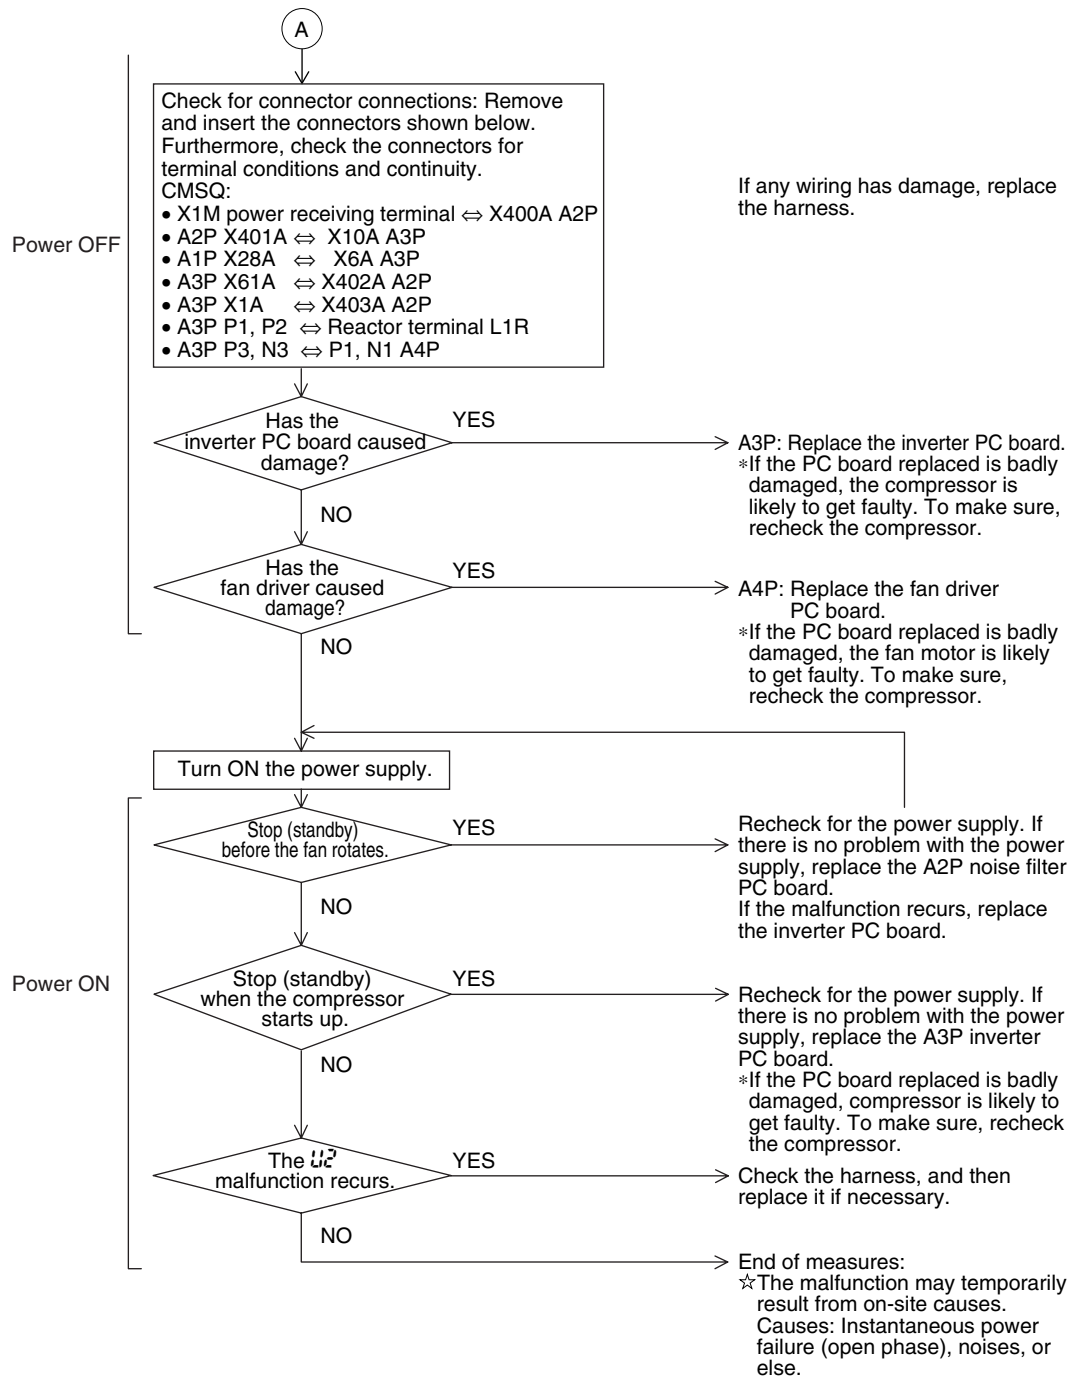 A
Check for connector connections: Remove
and insert the connectors shown below.
Furthermore, check the connectors for
terminal conditions and continuity.
CMSQ:
• X1M power receiving terminal ⇔ X400A A2P
• A2P X401A ⇔ X10A A3P
• A1P X28A ⇔ X6A A3P
• A3P X61A ⇔ X402A A2P
• A3P X1A ⇔ X403A A2P
• A3P P1, P2 ⇔ Reactor terminal L1R
• A3P P3, N3 ⇔ P1, N1 A4P
If any wiring has damage, replace
the harness.
Power OFF
Has the
inverter PC board caused
damage?
YES
A3P: Replace the inverter PC board.
*If the PC board replaced is badly
damaged, the compressor is
likely to get faulty. To make sure,
recheck the compressor.
NO
Has the
fan driver caused
damage?
YES
A4P: Replace the fan driver
PC board.
*If the PC board replaced is badly
damaged, the fan motor is likely
to get faulty. To make sure,
recheck the compressor.
NO
Turn ON the power supply.
Power ON
Stop (standby)
before the fan rotates.
YES
Recheck for the power supply. If
there is no problem with the power
supply, replace the A2P noise filter
PC board.
If the malfunction recurs, replace
the inverter PC board.
NO
Stop (standby)
when the compressor
starts up.
YES
Recheck for the power supply. If
there is no problem with the power
supply, replace the A3P inverter
PC board.
*If the PC board replaced is badly
damaged, compressor is likely to
get faulty. To make sure, recheck
the compressor.
NO
The U2
malfunction recurs.
YES
Check the harness, and then
replace it if necessary.
NO
End of measures:
☆The malfunction may temporarily
result from on-site causes.
Causes: Instantaneous power
failure (open phase), noises, or
else.